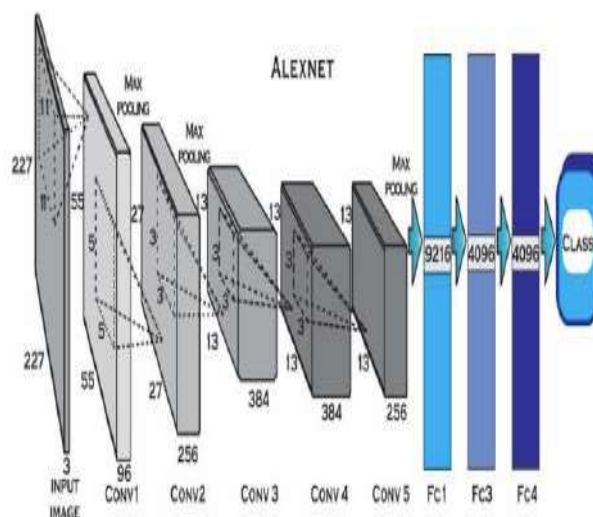 ALEXNET
MAX
POOLING
MAX
POOLING
MAX
POOLING
11
11
227
227
3
INPUT
IMAGE
55
5
5
55
96
CONV1
27
3
3
27
256
CONV2
13
3
3
13
384
CONV 3
13
3
3
13
384
CONV 4
13
13
256
CONV 5
9216
FC1
4096
FC3
4096
FC4
CLASS